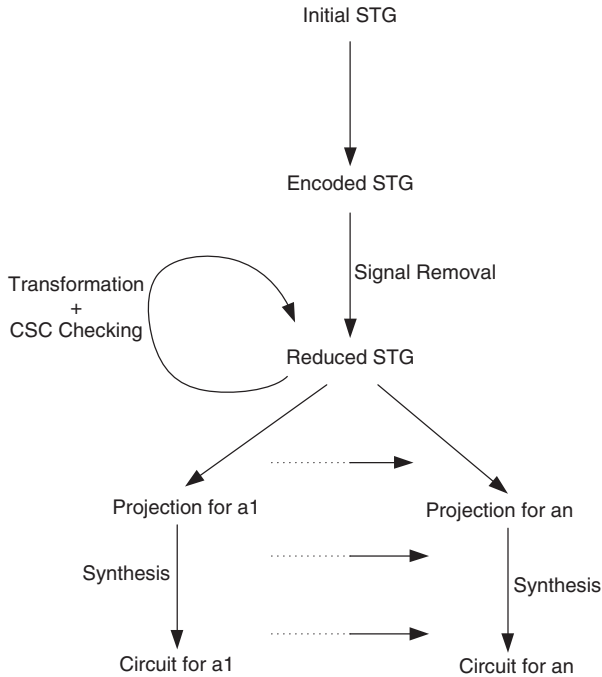 Initial STG
Encoded STG
Signal Removal
Transformation
+
CSC Checking
Reduced STG
Projection for a1
Projection for an
Synthesis
Synthesis
Circuit for a1
Circuit for an